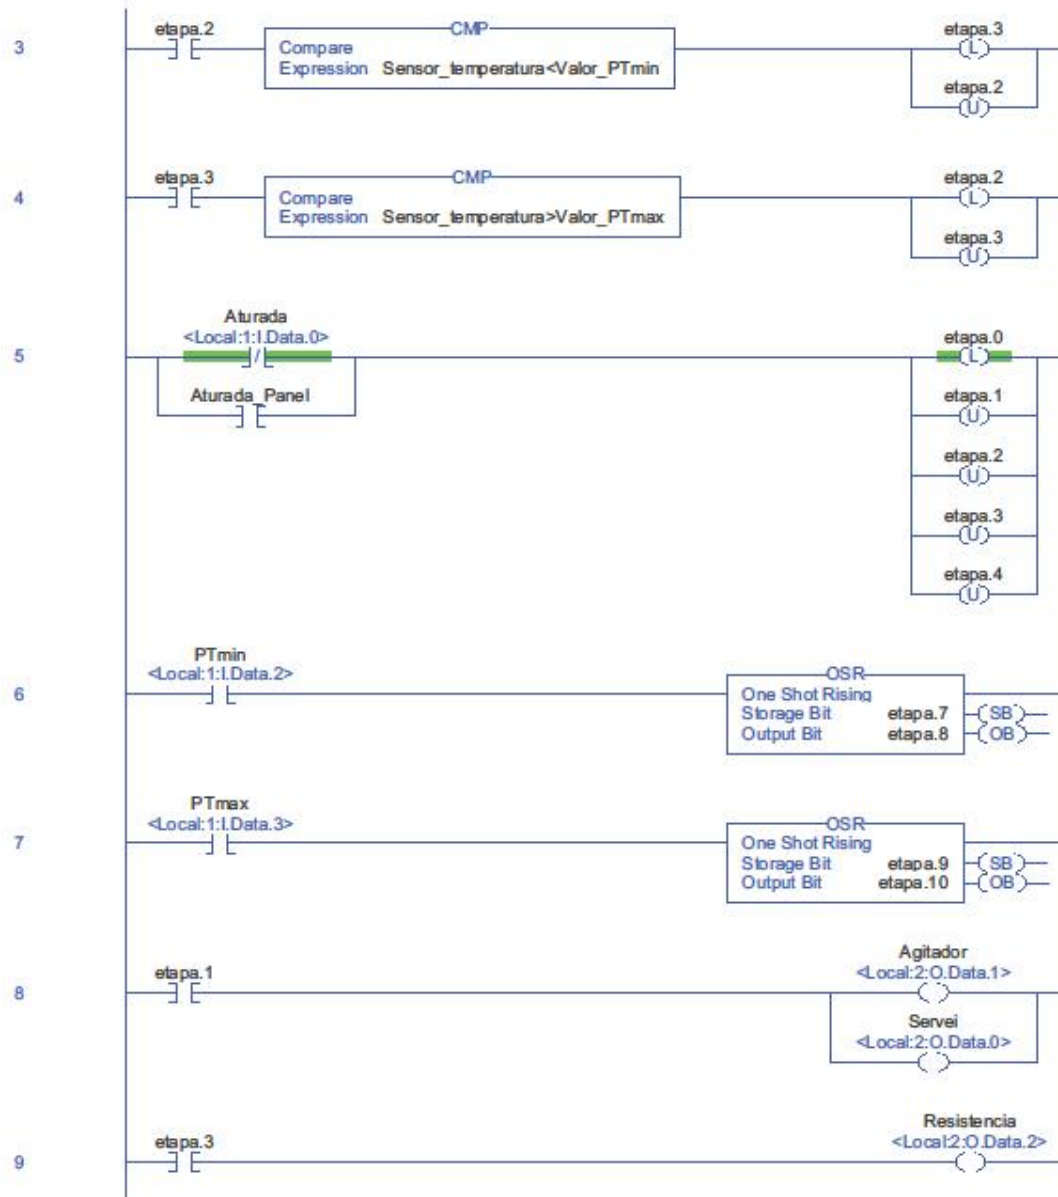 3
etapa.2
CMP
Compare
Expression Sensor_temperatura<Valor_PTmin
etapa.3
L
etapa.2
U
4
etapa.3
CMP
Compare
Expression Sensor_temperatura>Valor_PTmax
etapa.2
L
etapa.3
U
5
Aturada
<Local:1:I.Data.0>
/
Aturada_Panel
etapa.0
L
etapa.1
U
etapa.2
U
etapa.3
U
etapa.4
U
6
PTmin
<Local:1:I.Data.2>
OSR
One Shot Rising
Storage Bit etapa.7 SB
Output Bit etapa.8 OB
7
PTmax
<Local:1:I.Data.3>
OSR
One Shot Rising
Storage Bit etapa.9 SB
Output Bit etapa.10 OB
8
etapa.1
Agitador
<Local:2:O.Data.1>
Servei
<Local:2:O.Data.0>
9
etapa.3
Resistencia
<Local:2:O.Data.2>